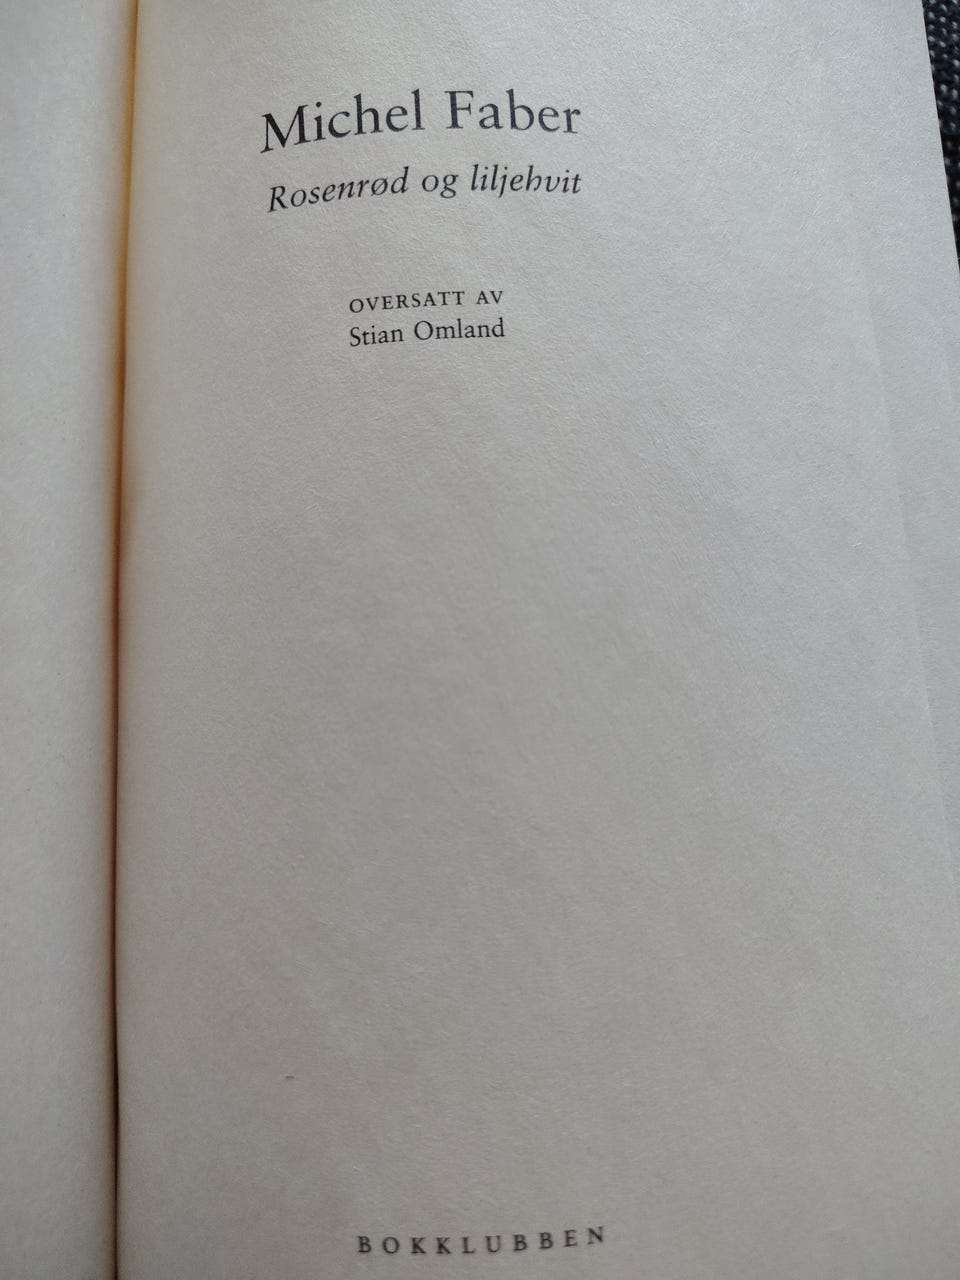 Michel Faber
Rosenrød og liljehvit
OVERSATT AV
Stian Omland
BOKKLUBBEN